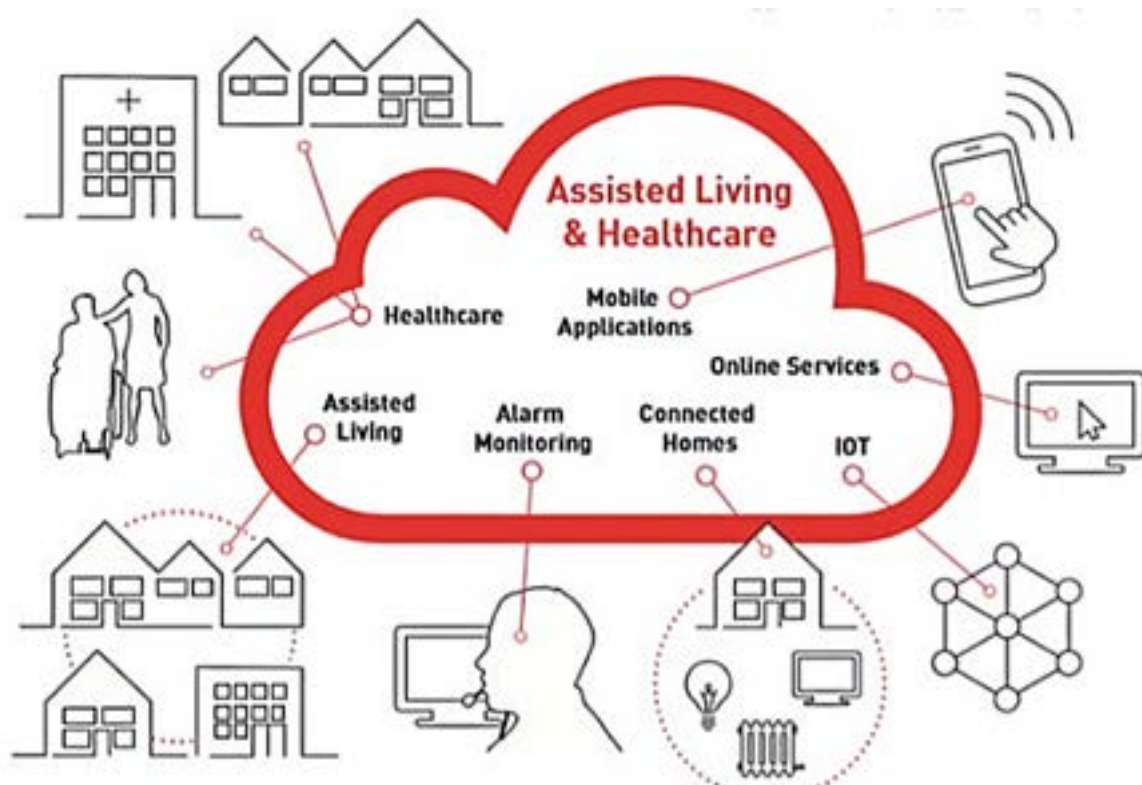 Assisted Living
& Healthcare
Mobile
Applications
Healthcare
Online Services
Assisted
Living
Alarm
Monitoring
Connected
Homes
IOT